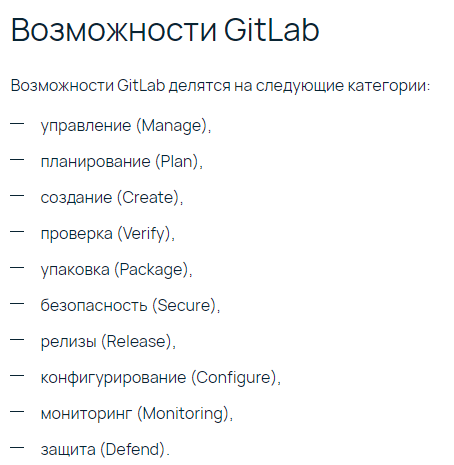 Возможности GitLab
Возможности GitLab делятся на следующие категории:
— управление (Manage),
— планирование (Plan),
— создание (Create),
— проверка (Verify),
— упаковка (Package),
— безопасность (Secure),
— релизы (Release),
— конфигурирование (Configure),
— мониторинг (Monitoring),
— защита (Defend).